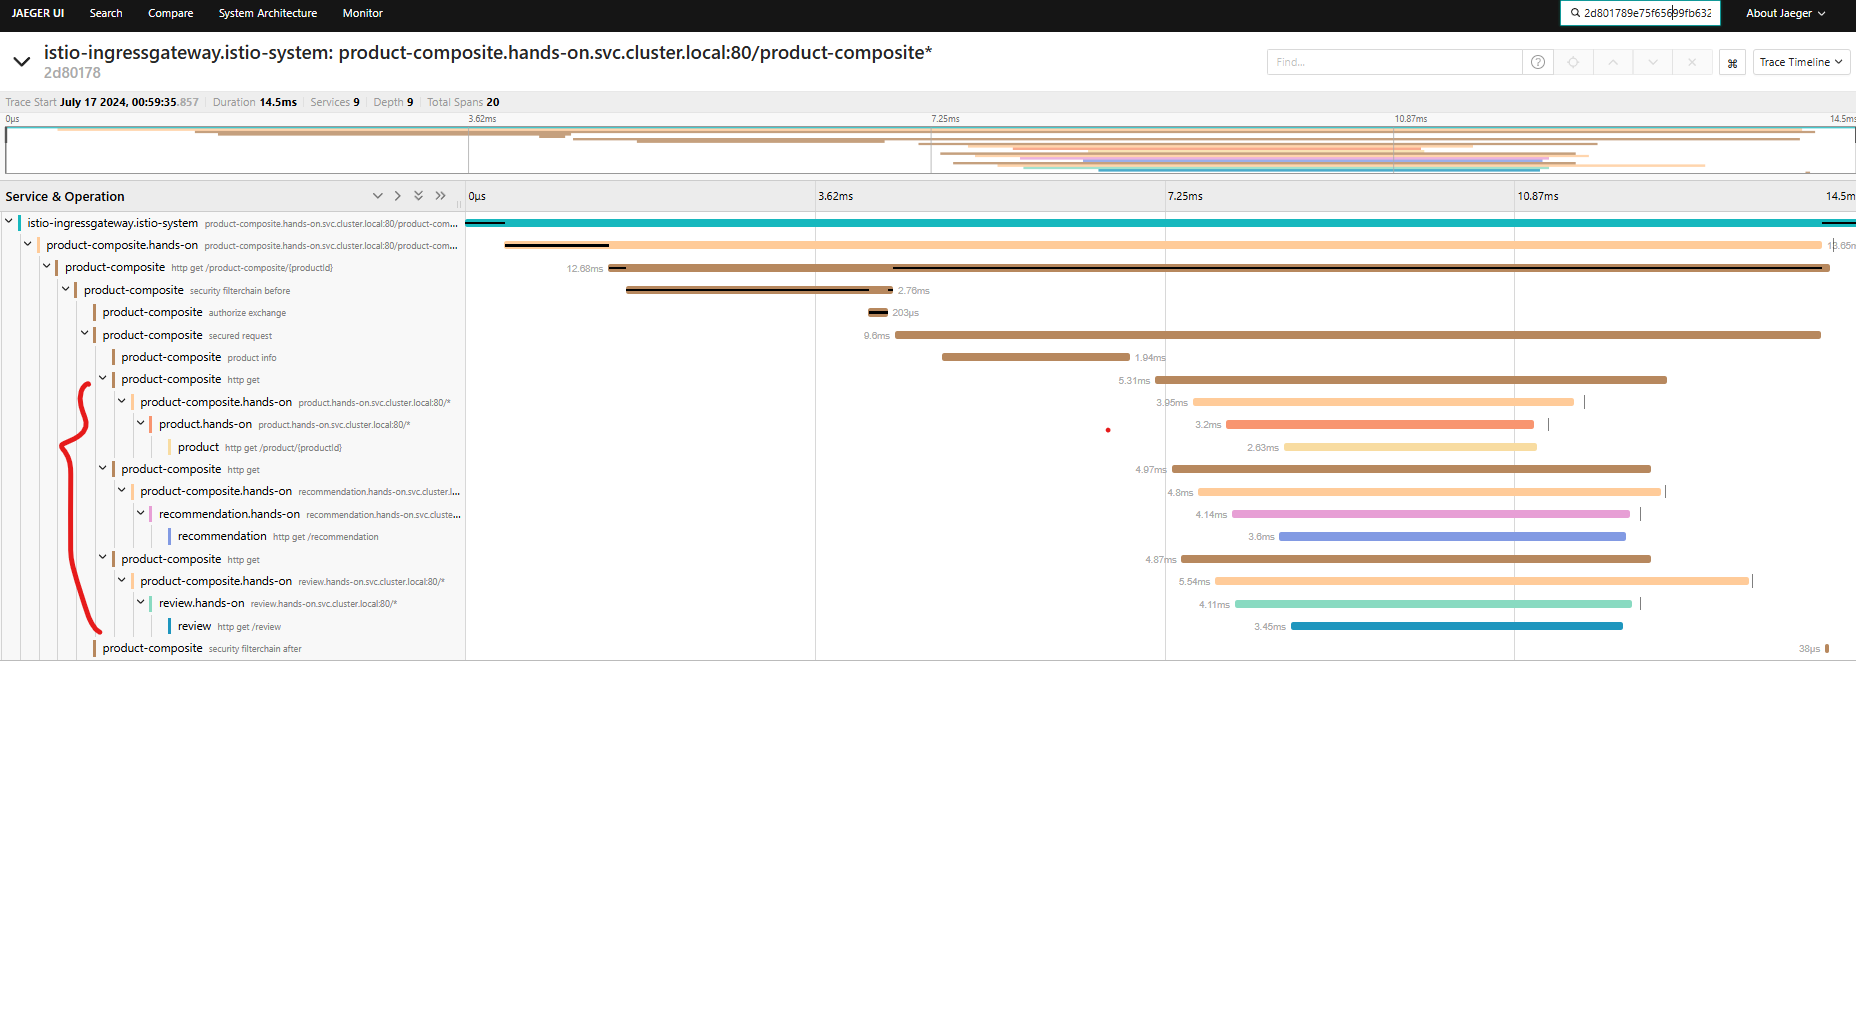 JAEGER UI Search Compare System Architecture Monitor 2d801789e75f65699fb632 About Jaeger
istio-ingressgateway.istio-system: product-composite.hands-on.svc.cluster.local:80/product-composite*
2d80178
Find... ? ⌘ Trace Timeline
Trace Start July 17 2024, 00:59:35.857 Duration 14.5ms Services 9 Depth 9 Total Spans 20
0μs 3.62ms 7.25ms 10.87ms 14.5ms
Service & Operation 0μs 3.62ms 7.25ms 10.87ms 14.5m
istio-ingressgateway.istio-system product-composite.hands-on.svc.cluster.local:80/product-com...
product-composite.hands-on product-composite.hands-on.svc.cluster.local:80/product-com... 13.65m
product-composite http get /product-composite/{productId} 12.68ms
product-composite security filterchain before 2.76ms
product-composite authorize exchange 203μs
product-composite secured request 9.6ms
product-composite product info 1.94ms
product-composite http get 5.31ms
product-composite.hands-on product.hands-on.svc.cluster.local:80/* 3.95ms
product.hands-on product.hands-on.svc.cluster.local:80/* 3.2ms
product http get /product/{productId} 2.63ms
product-composite http get 4.97ms
product-composite.hands-on recommendation.hands-on.svc.cluster.l... 4.8ms
recommendation.hands-on recommendation.hands-on.svc.cluste... 4.14ms
recommendation http get /recommendation 3.6ms
product-composite http get 4.87ms
product-composite.hands-on review.hands-on.svc.cluster.local:80/* 5.54ms
review.hands-on review.hands-on.svc.cluster.local:80/* 4.11ms
review http get /review 3.45ms
product-composite security filterchain after 38μs